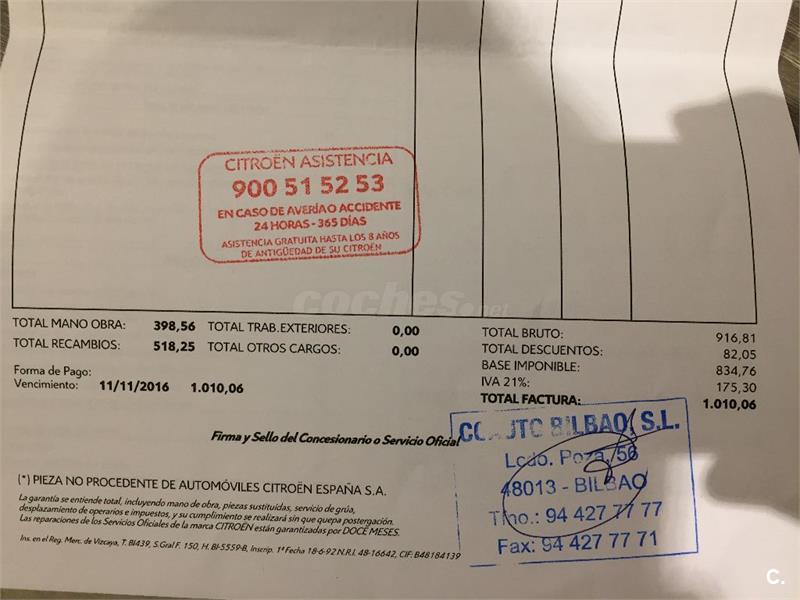 CITROËN ASISTENCIA
900 51 52 53
EN CASO DE AVERÍA O ACCIDENTE
24 HORAS - 365 DÍAS
ASISTENCIA GRATUITA HASTA LOS 8 AÑOS
DE ANTIGÜEDAD DE SU CITROËN
coches.net
TOTAL MANO OBRA: 398,56 TOTAL TRAB.EXTERIORES: 0,00
TOTAL RECAMBIOS: 518,25 TOTAL OTROS CARGOS: 0,00
TOTAL BRUTO: 916,81
TOTAL DESCUENTOS: 82,05
BASE IMPONIBLE: 834,76
IVA 21%: 175,30
TOTAL FACTURA: 1.010,06
Forma de Pago:
Vencimiento: 11/11/2016 1.010,06
Firma y Sello del Concesionario o Servicio Oficial
COAUTO BILBAO, S.L.
Lcdo. Poza, 56
48013 - BILBAO
Tfno.: 94 427 77 77
Fax: 94 427 77 71
(*) PIEZA NO PROCEDENTE DE AUTOMÓVILES CITROËN ESPAÑA S.A.
La garantía se entiende total, incluyendo mano de obra, piezas sustituidas, servicio de grúa,
desplazamiento de operarios e impuestos, y su cumplimiento se realizará sin que quepa postergación.
Las reparaciones de los Servicios Oficiales de la marca CITROËN están garantizadas por DOCE MESES.
Ins. en el Reg. Merc. de Vizcaya, T. BI439, S.Gral F. 150, H. BI-5559-B, Inscrip. 1ª Fecha 18-6-92 N.R.I. 48-16642, CIF: B48184139
C.